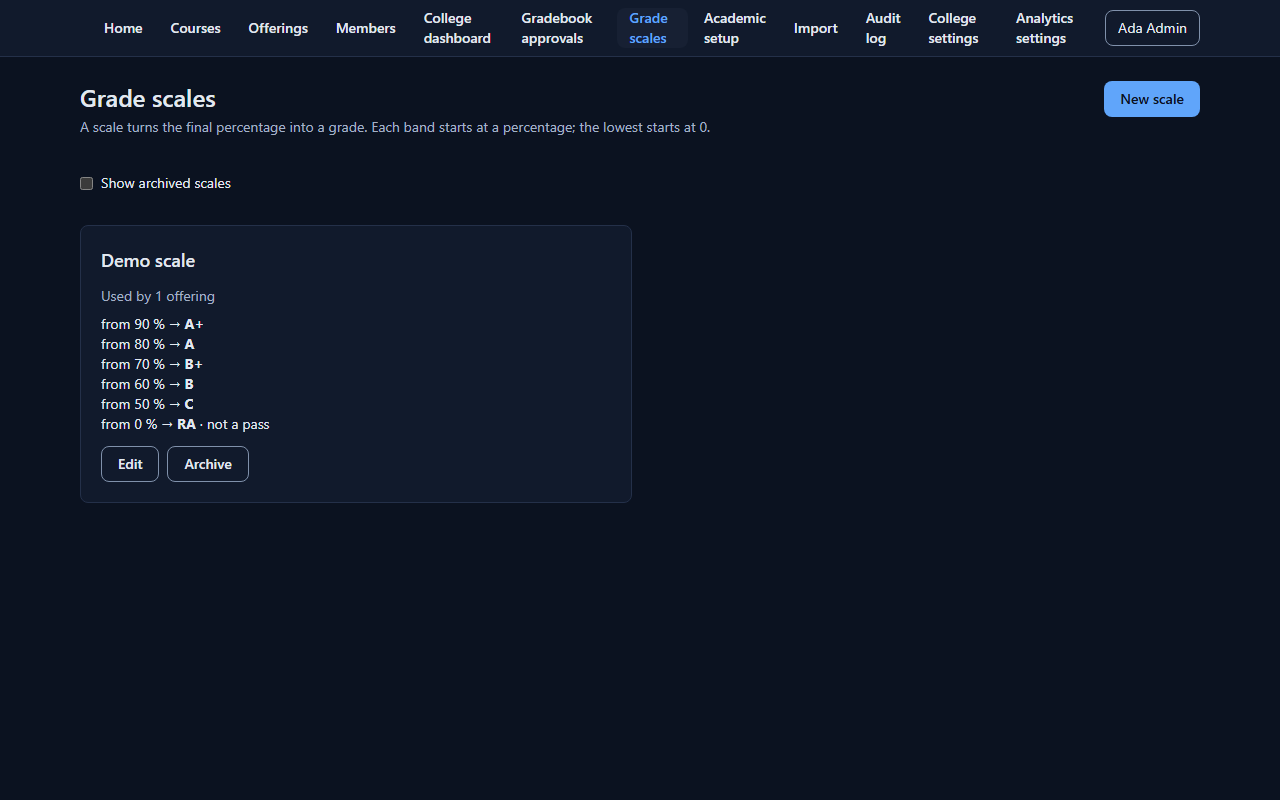 Home
Courses
Offerings
Members
College dashboard
Gradebook approvals
Grade scales
Academic setup
Import
Audit log
College settings
Analytics settings
Ada Admin
Grade scales
New scale
A scale turns the final percentage into a grade. Each band starts at a percentage; the lowest starts at 0.
Show archived scales
Demo scale
Used by 1 offering
from 90 % → A+
from 80 % → A
from 70 % → B+
from 60 % → B
from 50 % → C
from 0 % → RA · not a pass
Edit
Archive